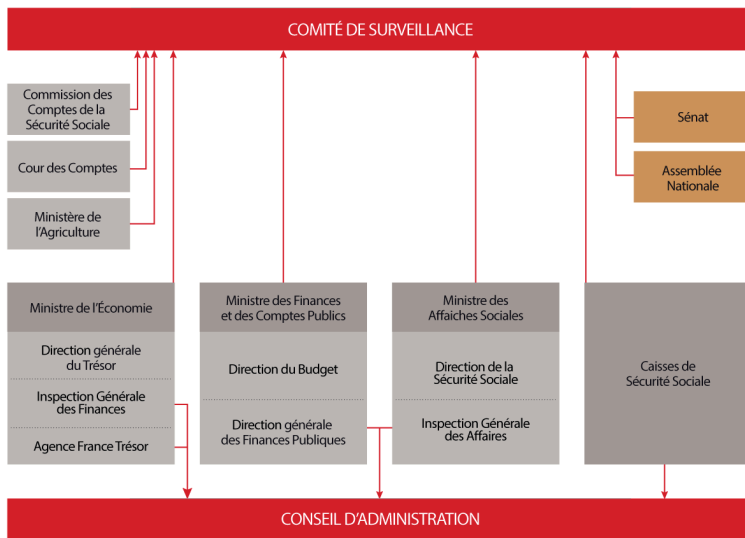 COMITÉ DE SURVEILLANCE
Commission des
Comptes de la
Sécurité Sociale
Cour des Comptes
Ministère de
l'Agriculture
Sénat
Assemblée
Nationale
Ministre de l'Économie
Direction générale
du Trésor
Inspection Générale
des Finances
Agence France Trésor
Ministre des Finances
et des Comptes Publics
Direction du Budget
Direction générale
des Finances Publiques
Ministre des
Affaiches Sociales
Direction de la
Sécurité Sociale
Inspection Générale
des Affaires
Caisses de
Sécurité Sociale
CONSEIL D'ADMINISTRATION